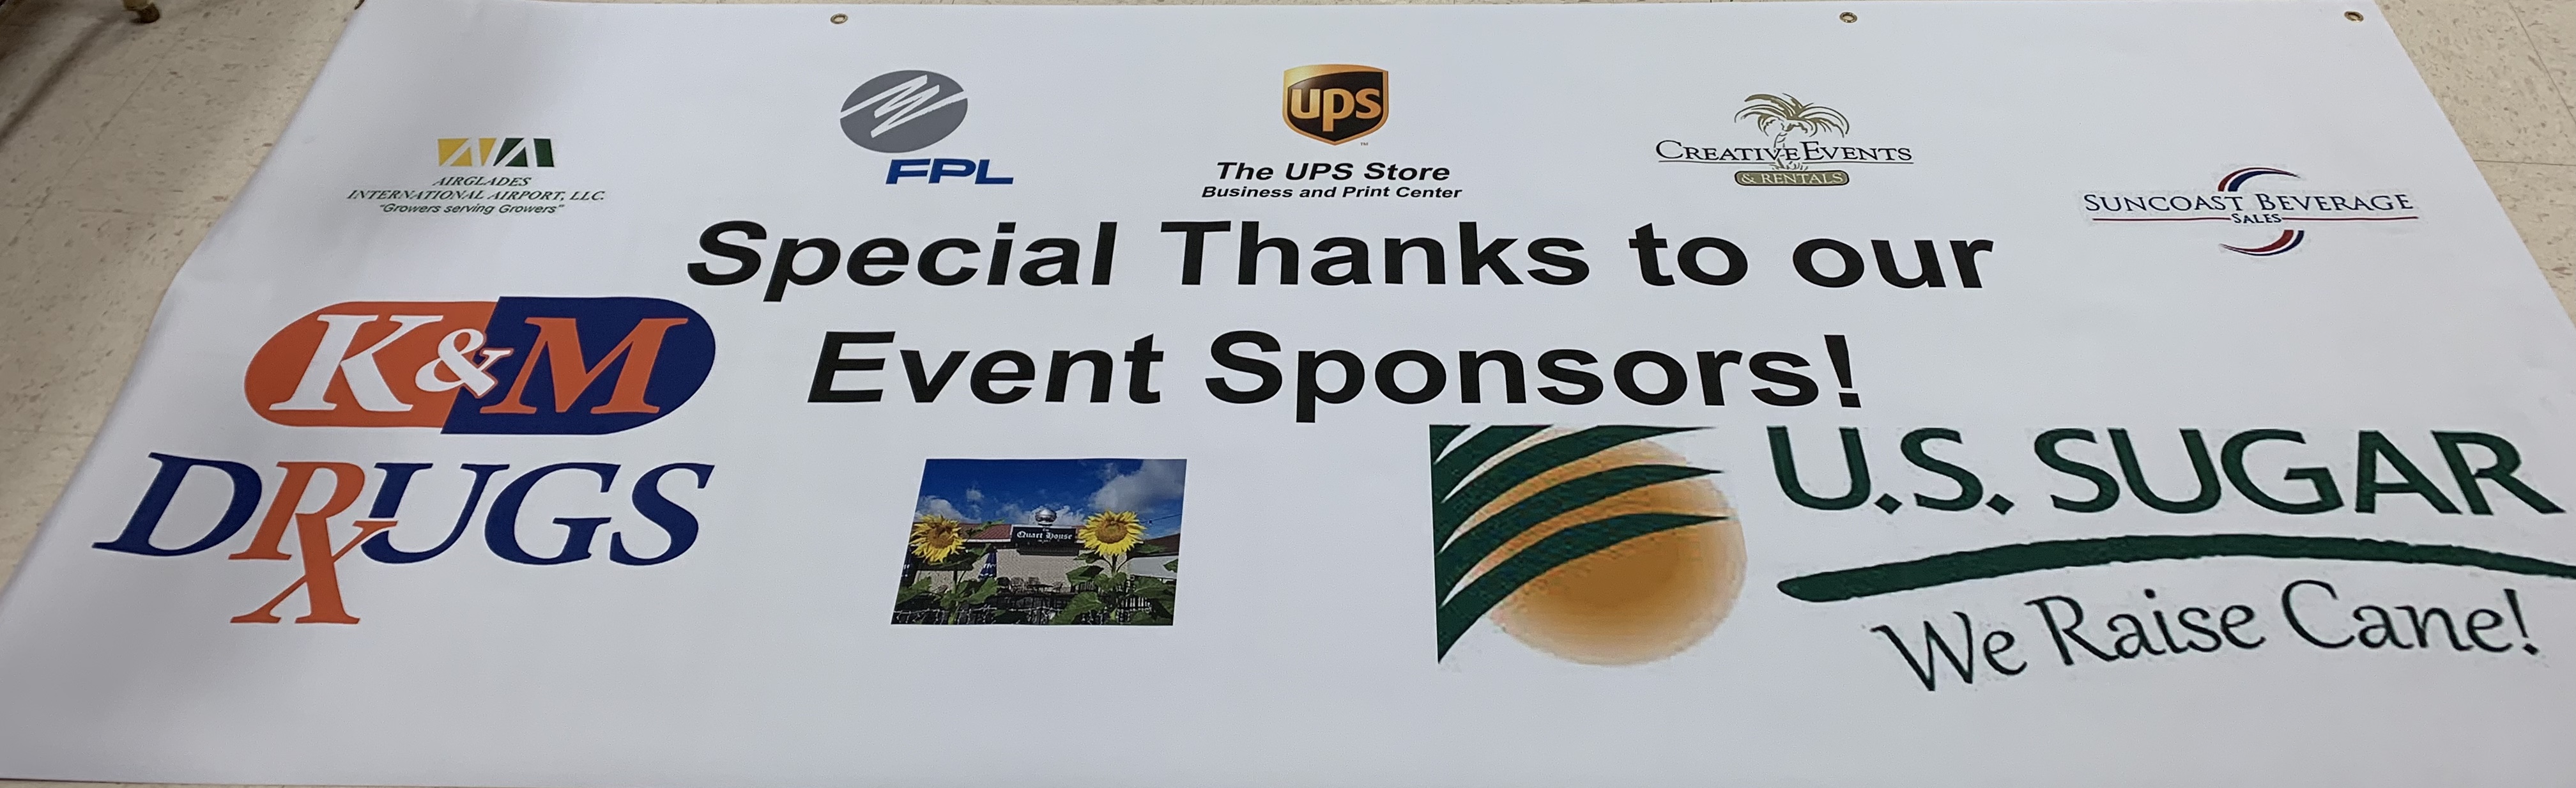 AIRGLADES
INTERNATIONAL AIRPORT, LLC.
"Growers serving Growers"
FPL
ups
The UPS Store
Business and Print Center
CREATIVE EVENTS
& RENTALS
SUNCOAST BEVERAGE
SALES
Special Thanks to our
Event Sponsors!
K&M
DRUGS
Quart House
U.S. SUGAR
We Raise Cane!